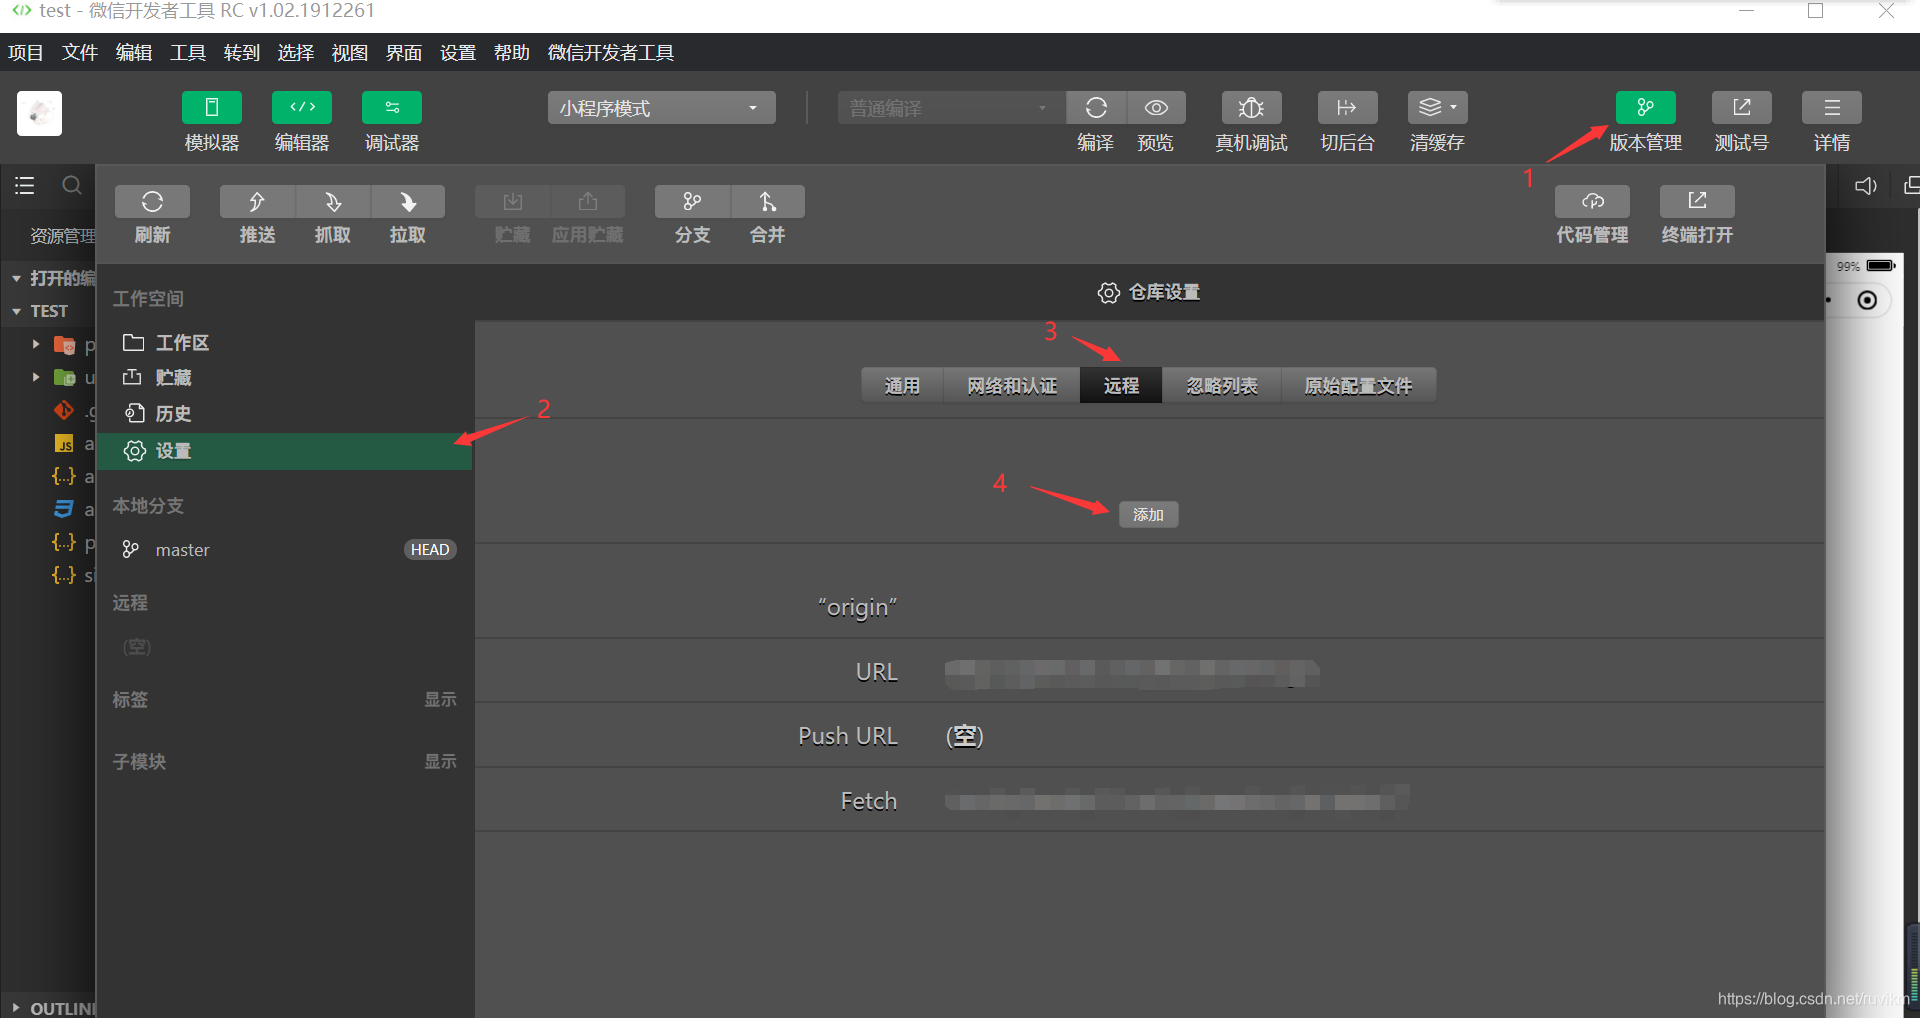 test - 微信开发者工具 RC v1.02.1912261
项目 文件 编辑 工具 转到 选择 视图 界面 设置 帮助 微信开发者工具
小程序模式 普通编译
模拟器 编辑器 调试器 编译 预览 真机调试 切后台 清缓存 版本管理 测试号 详情
1
刷新 推送 抓取 拉取 贮藏 应用贮藏 分支 合并 代码管理 终端打开
资源管理
打开的编
TEST
p
u
.g
JS a
{..} a
a
{..} p
{..} si
OUTLIN
工作空间
工作区
贮藏
历史
设置
2
本地分支
master HEAD
远程
(空)
标签 显示
子模块 显示
仓库设置
3
通用 网络和认证 远程 忽略列表 原始配置文件
4
添加
“origin”
URL
Push URL (空)
Fetch
99%